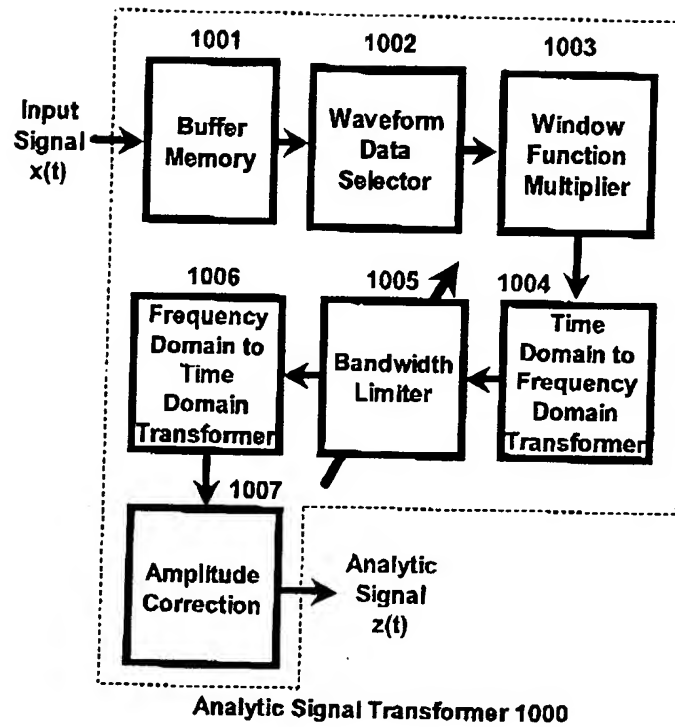 1001
1002
1003
Input
Signal
x(t)
Buffer
Memory
Waveform
Data
Selector
Window
Function
Multiplier
1006
1005
1004
Frequency
Domain to
Time
Domain
Transformer
Bandwidth
Limiter
Time
Domain to
Frequency
Domain
Transformer
1007
Amplitude
Correction
Analytic
Signal
z(t)
Analytic Signal Transformer 1000